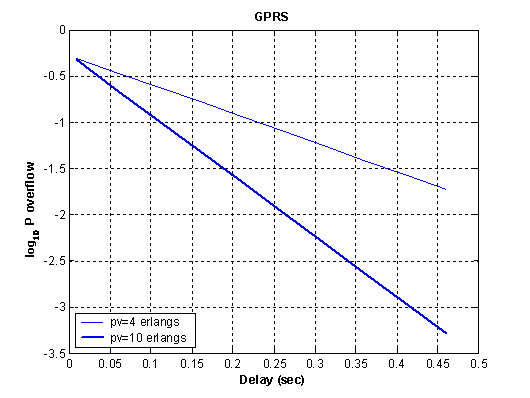 GPRS
0
-0.5
-1
-1.5
-2
-2.5
-3
-3.5
log10, P overflow
pv=4 erlangs
pv=10 erlangs
0 0.05 0.1 0.15 0.2 0.25 0.3 0.35 0.4 0.45 0.5
Delay (sec)